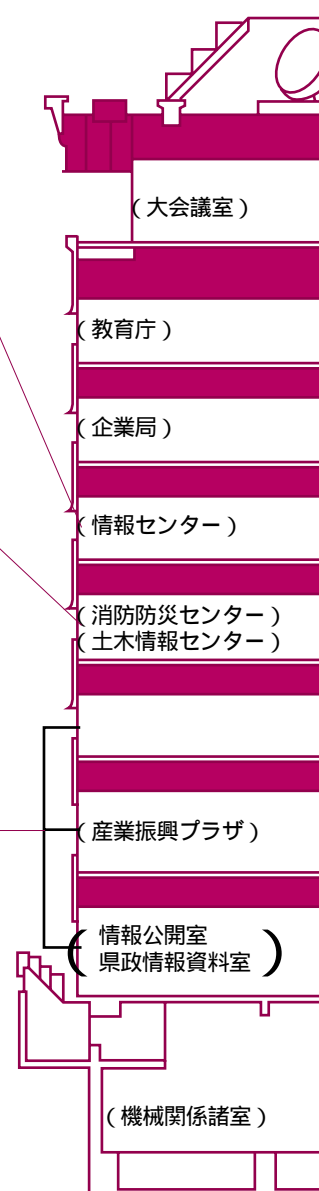 (大会議室)
(教育庁)
(企業局)
(情報センター)
(消防防災センター)
(土木情報センター)
(産業振興プラザ)
(情報公開室
県政情報資料室)
(機械関係諸室)